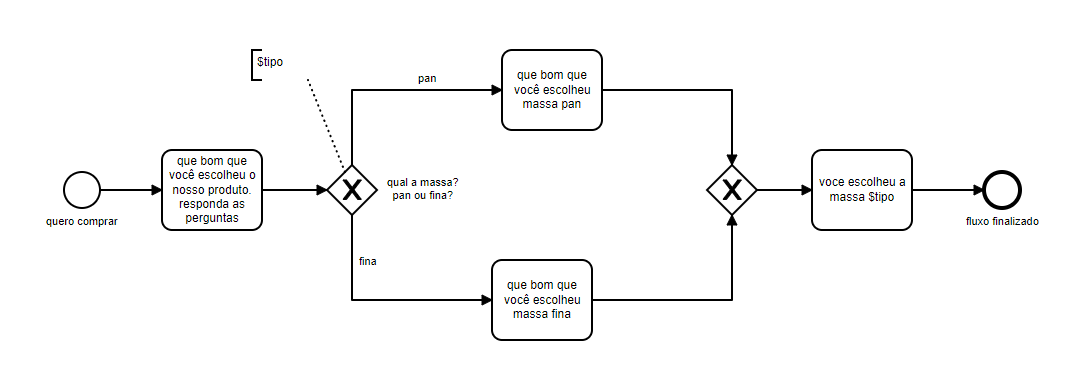 $tipo
pan
que bom que
você escolheu
massa pan
que bom que
você escolheu o
nosso produto.
responda as
perguntas
quero comprar
X
qual a massa?
pan ou fina?
X
voce escolheu a
massa $tipo
fluxo finalizado
fina
que bom que
você escolheu
massa fina